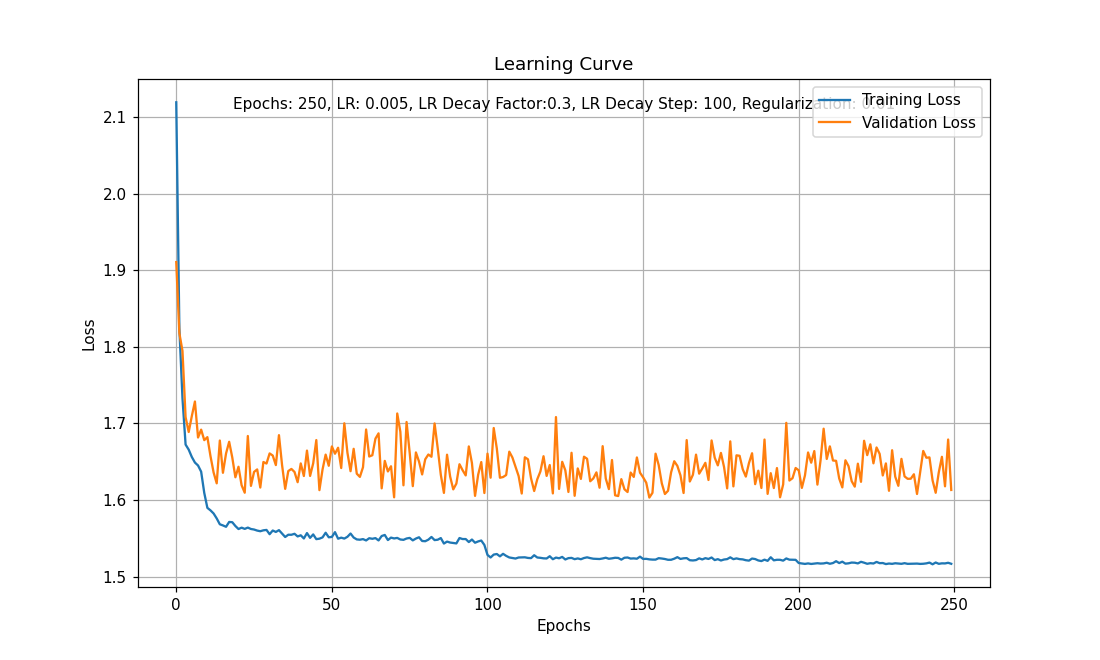 Learning Curve
Epochs: 250, LR: 0.005, LR Decay Factor:0.3, LR Decay Step: 100, Regularization: 0.01
Training Loss
Validation Loss
2.1
2.0
1.9
1.8
1.7
1.6
1.5
Loss
0
50
100
150
200
250
Epochs